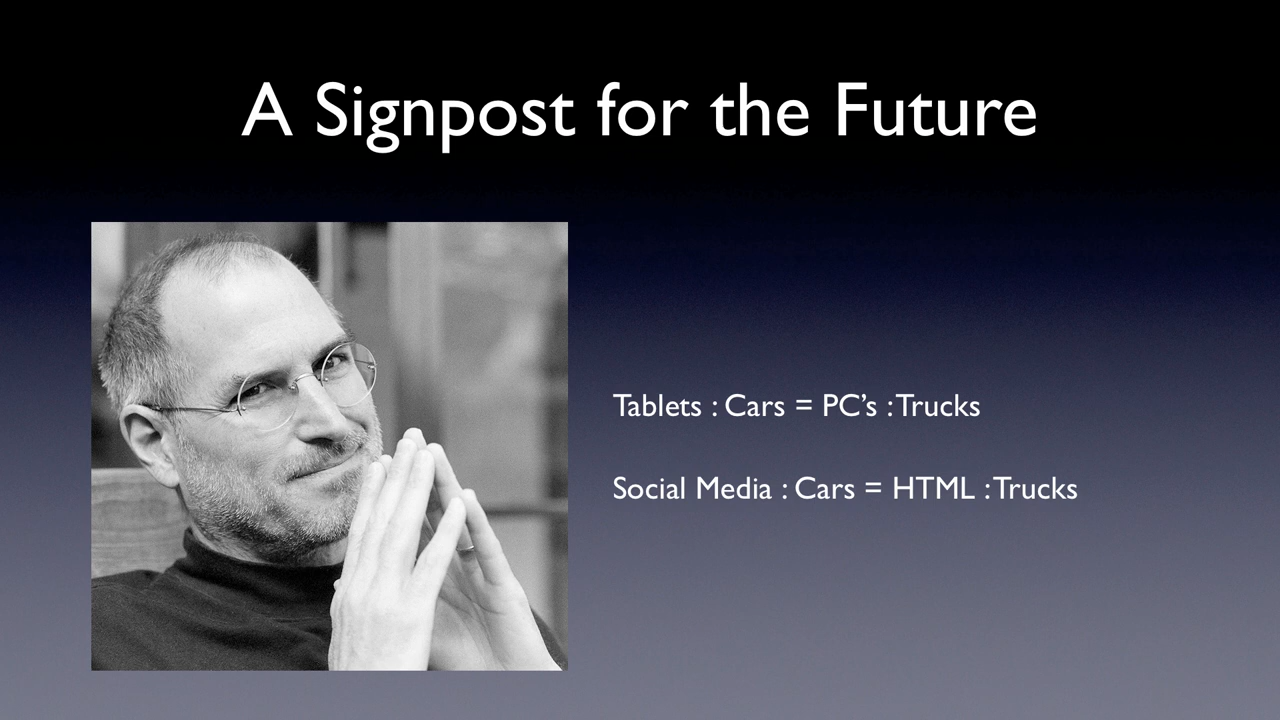 A Signpost for the Future
Tablets : Cars = PC’s : Trucks
Social Media : Cars = HTML : Trucks